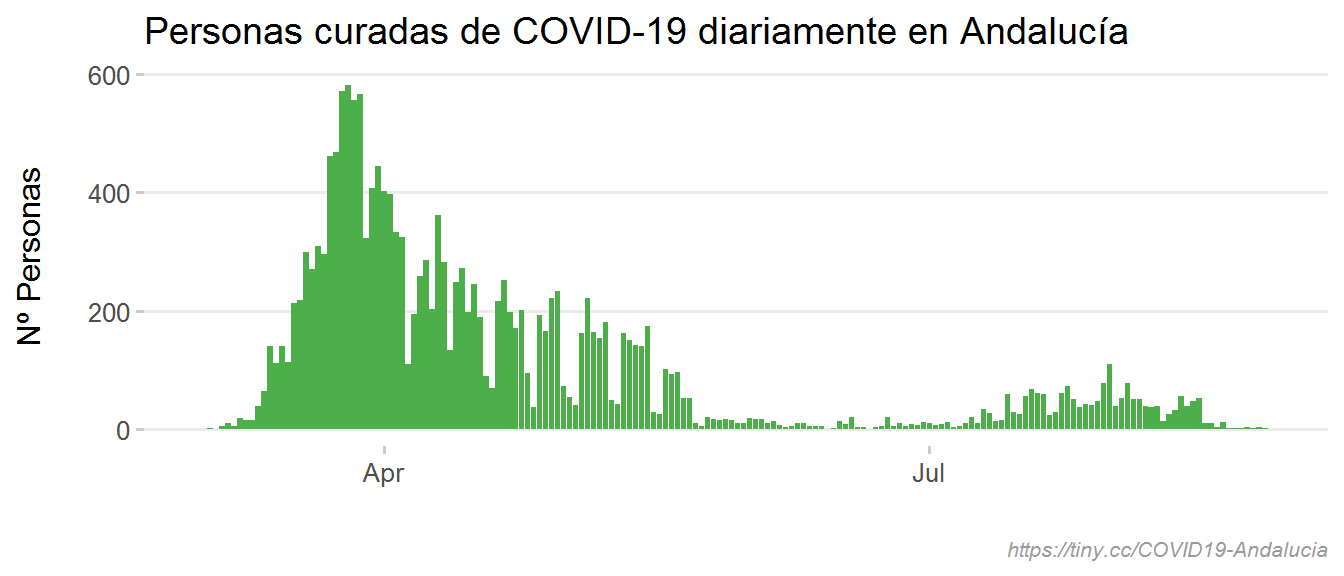 Personas curadas de COVID-19 diariamente en Andalucía
600
400
200
0
Nº Personas
Apr
Jul
https://tiny.cc/COVID19-Andalucia